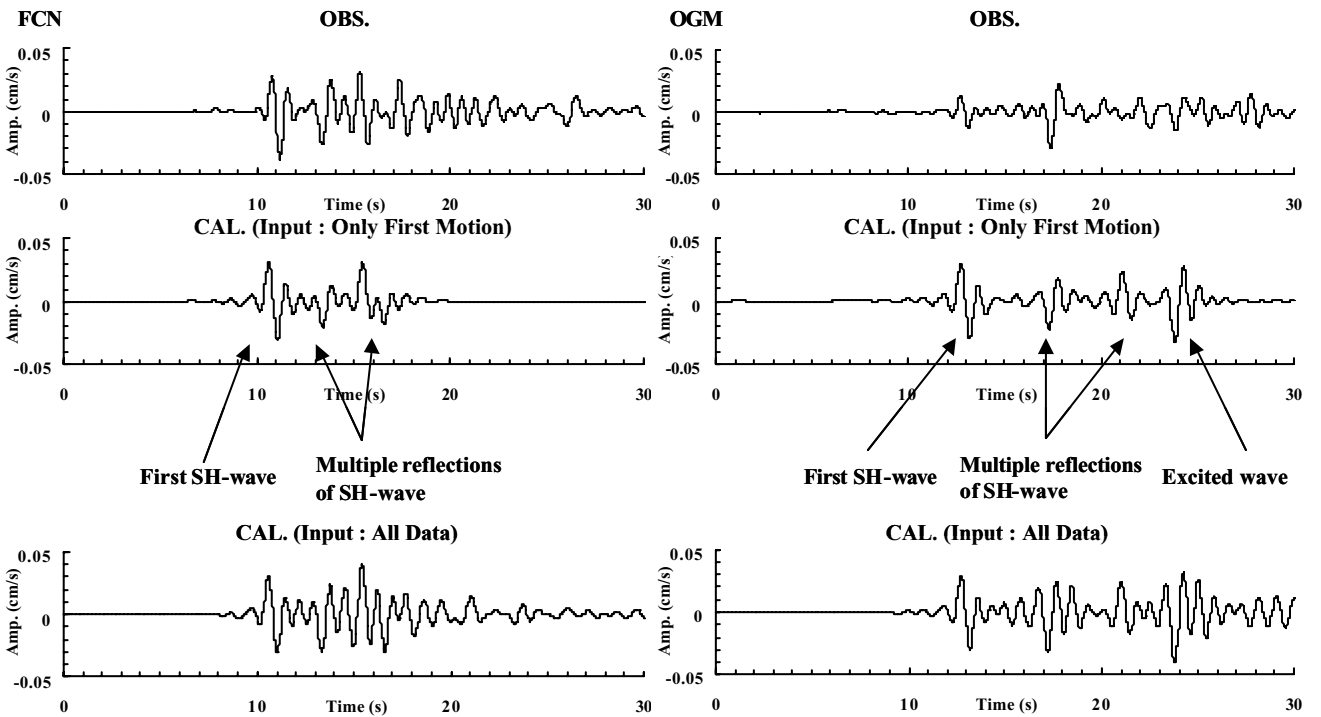 FCN OBS.
0.05
0
-0.05
Amp. (cm/s)
0 10 Time (s) 20 30
OGM OBS.
0.05
0
-0.05
Amp. (cm/s)
0 10 Time (s) 20 30
CAL. (Input : Only First Motion)
0.05
0
-0.05
Amp. (cm/s)
0 10 Time (s) 20 30
First SH-wave
Multiple reflections
of SH-wave
CAL. (Input : Only First Motion)
0.05
0
-0.05
Amp. (cm/s
0 10 Time (s) 20 30
First SH-wave
Multiple reflections
of SH-wave
Excited wave
CAL. (Input : All Data)
0.05
0
-0.05
Amp. (cm/s)
0 10 Time (s) 20 30
CAL. (Input : All Data)
0.05
0
-0.05
Amp. (cm/s)
0 10 Time (s) 20 30